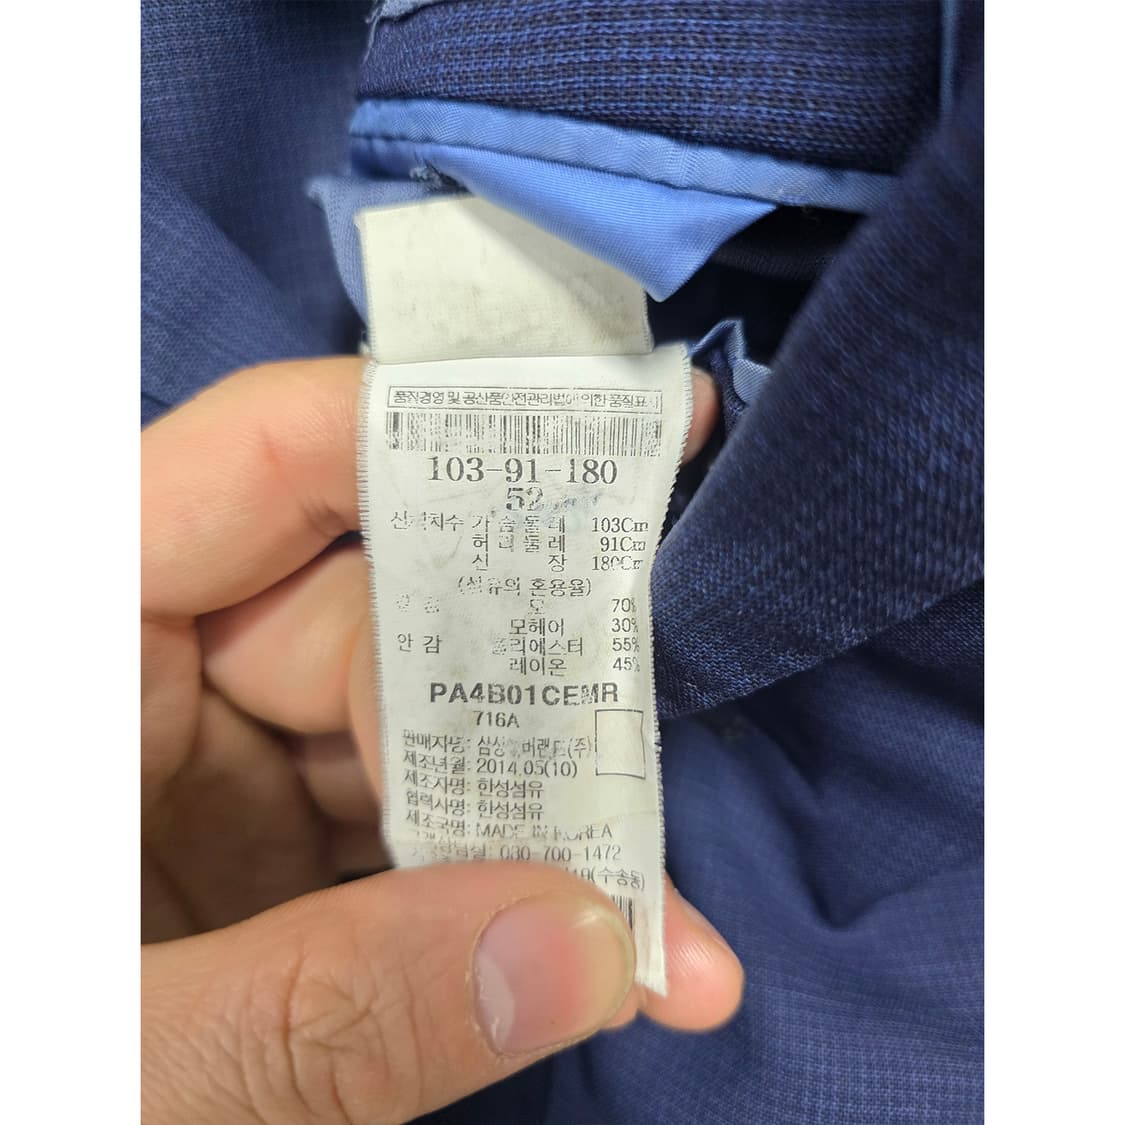 품질경영 및 공산품안전관리법에 의한 품질표시
103-91-180
52
신체치수 가슴둘레 103Cm
허리둘레 91Cm
신 장 180Cm
(섬유의 혼용율)
겉감 모 70%
모헤어 30%
안감 폴리에스터 55%
레이온 45%
PA4B01CEMR
716A
판매자명: 삼성에버랜드(주)
제조년월: 2014.05(10)
제조자명: 한성섬유
협력사명: 한성섬유
제조국명: MADE IN KOREA
080-700-1472
(수송동)